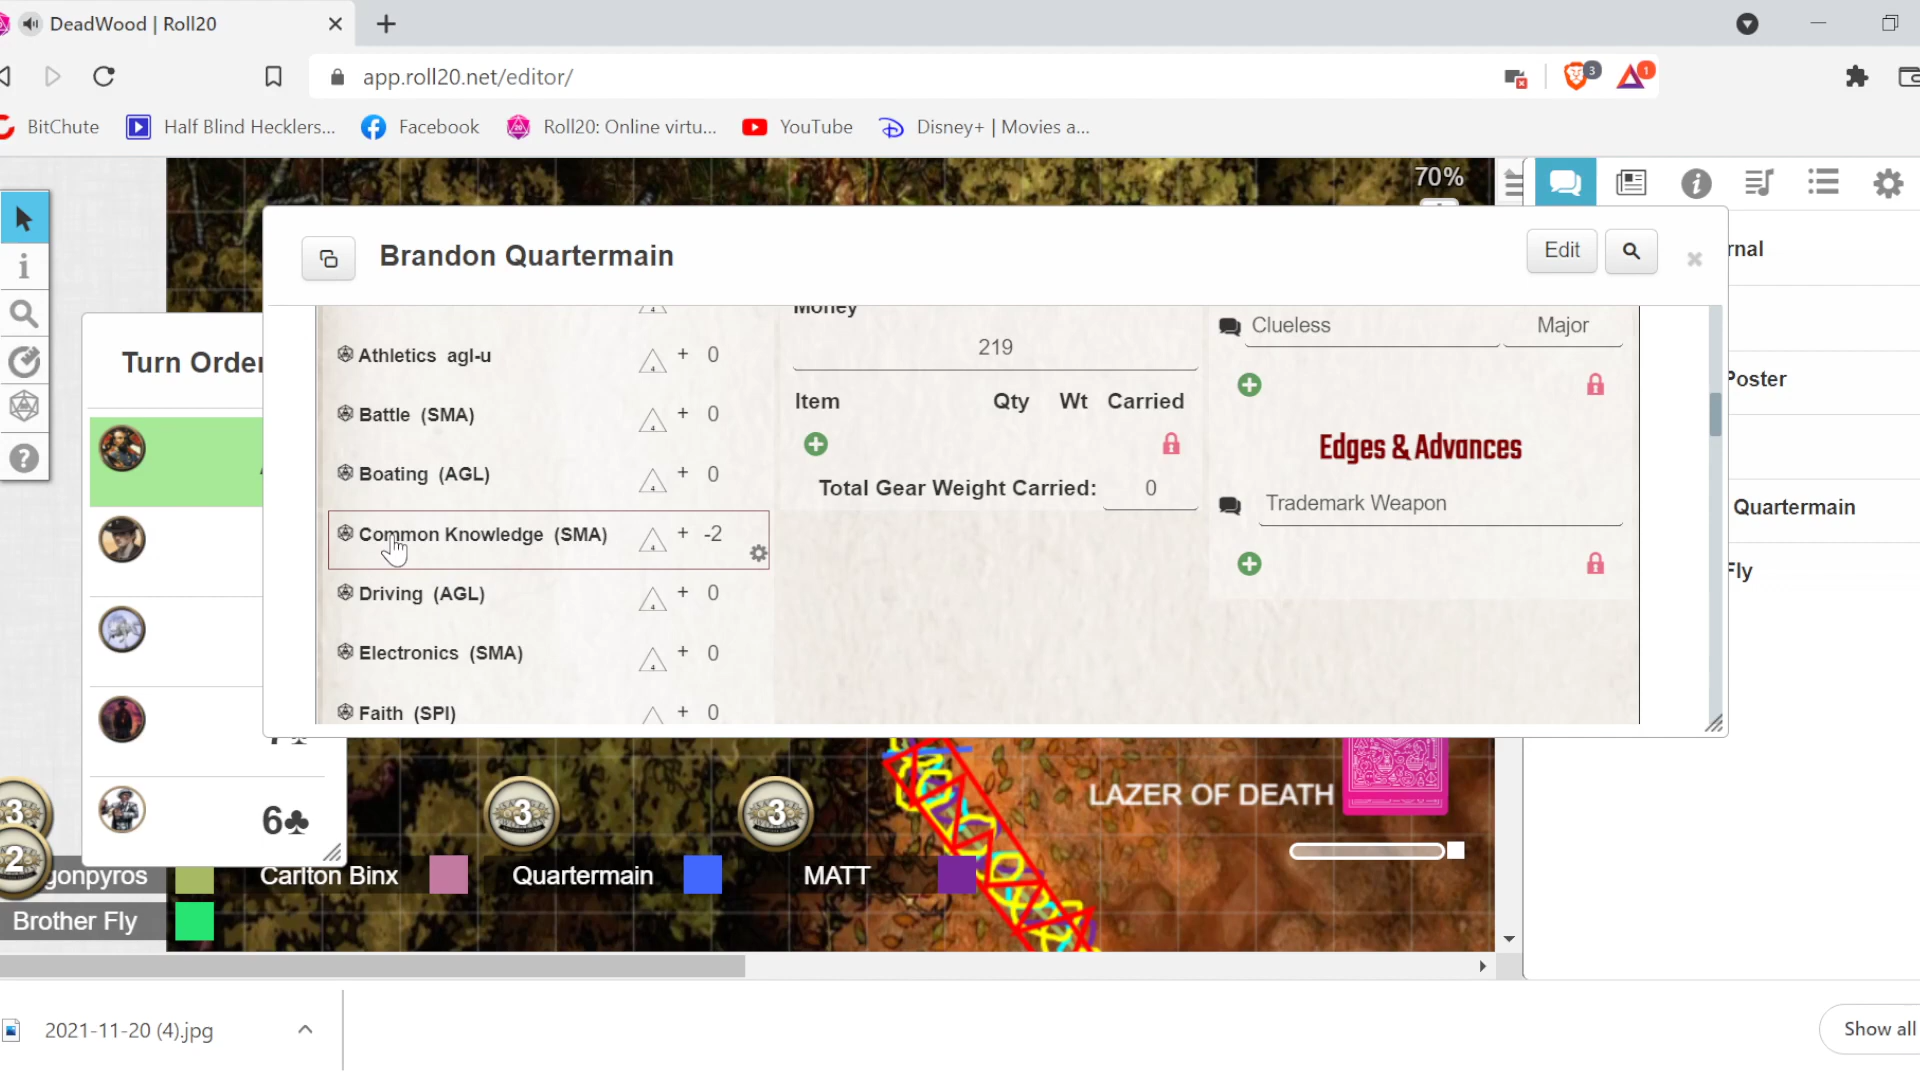 DeadWood | Roll20
app.roll20.net/editor/
3
1
BitChute
Half Blind Hecklers...
Facebook
Roll20: Online virtu...
YouTube
Disney+ | Movies a...
70%
Brandon Quartermain
Edit
Turn Order
Money
219
Item Qty Wt Carried
Total Gear Weight Carried: 0
Athletics agl-u + 0
Battle (SMA) + 0
Boating (AGL) + 0
Common Knowledge (SMA) + -2
Driving (AGL) + 0
Electronics (SMA) + 0
Faith (SPI) + 0
Clueless Major
Edges & Advances
Trademark Weapon
rnal
Poster
Quartermain
Fly
6♣
3
2
3
3
LAZER OF DEATH
gonpyros
Carlton Binx
Quartermain
MATT
Brother Fly
2021-11-20 (4).jpg
Show all